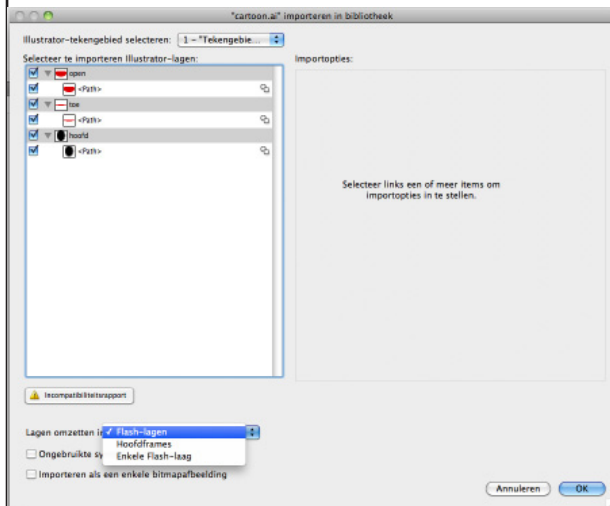 "cartoon.ai" importeren in bibliotheek
Illustrator-tekengebied selecteren: 1 – "Tekengebie...
Selecteer te importeren Illustrator-lagen:
Importopties:
open
<Path>
toe
<Path>
hoofd
<Path>
Selecteer links een of meer items om
importopties in te stellen.
Incompatibiliteitsrapport
Lagen omzetten i ✓ Flash-lagen
Hoofdframes
Ongebruikte sy Enkele Flash-laag
Importeren als een enkele bitmapafbeelding
Annuleren OK